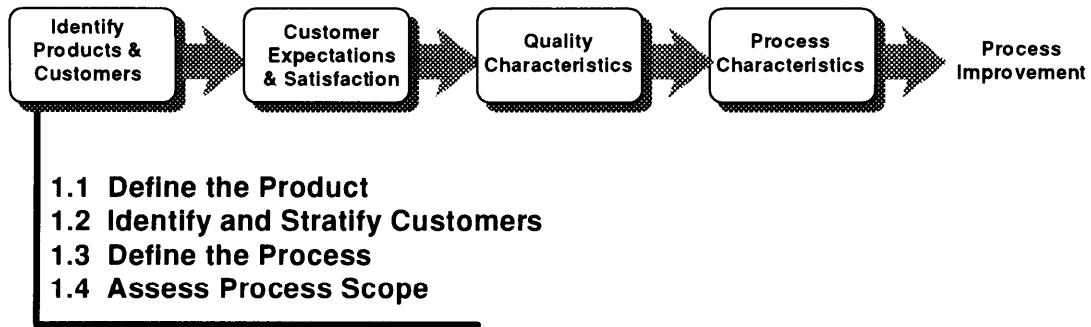 Identify
Products &
Customers
Customer
Expectations
& Satisfaction
Quality
Characteristics
Process
Characteristics
Process
Improvement
1.1 Define the Product
1.2 Identify and Stratify Customers
1.3 Define the Process
1.4 Assess Process Scope